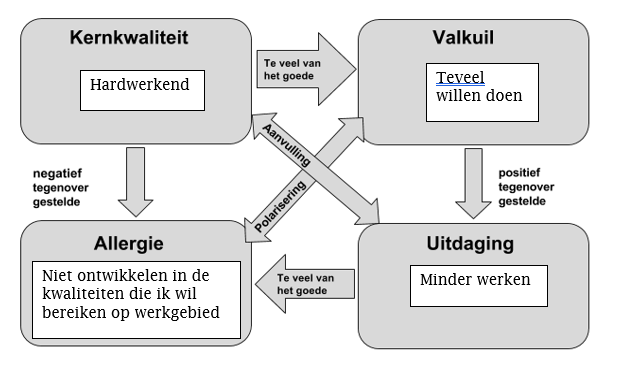 Kernkwaliteit
Hardwerkend
Te veel van
het goede
Valkuil
Teveel
willen doen
Aanvulling
Polarisering
negatief
tegenover
gestelde
positief
tegenover
gestelde
Allergie
Niet ontwikkelen in de
kwaliteiten die ik wil
bereiken op werkgebied
Te veel van
het goede
Uitdaging
Minder werken